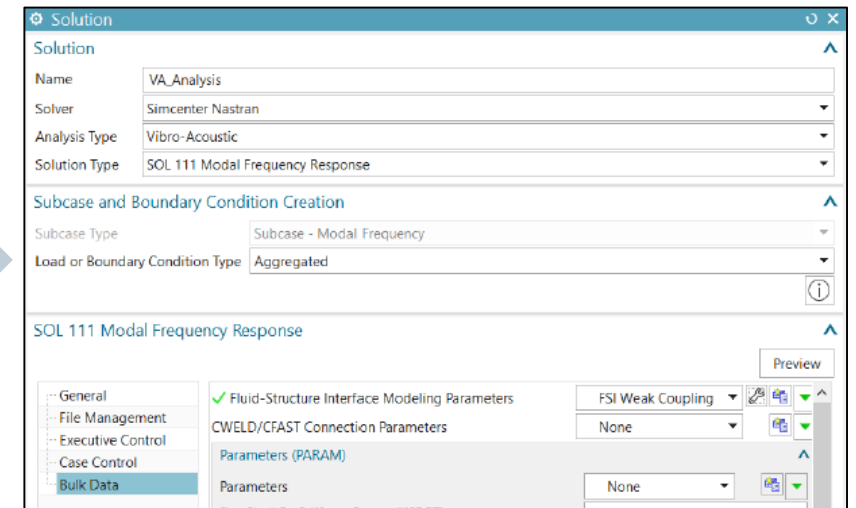 Solution
Solution
Name VA_Analysis
Solver Simcenter Nastran
Analysis Type Vibro-Acoustic
Solution Type SOL 111 Modal Frequency Response
Subcase and Boundary Condition Creation
Subcase Type Subcase - Modal Frequency
Load or Boundary Condition Type Aggregated
SOL 111 Modal Frequency Response
Preview
General
File Management
Executive Control
Case Control
Bulk Data
Fluid-Structure Interface Modeling Parameters FSI Weak Coupling
CWELD/CFAST Connection Parameters None
Parameters (PARAM)
Parameters None